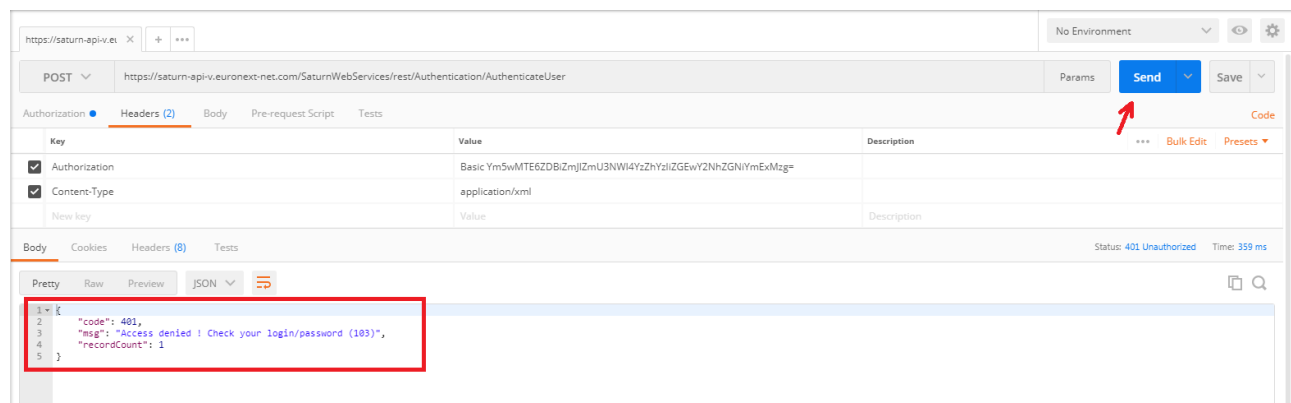 https://saturn-api-v.eu × + •••
No Environment
POST https://saturn-api-v.euronext-net.com/SaturnWebServices/rest/Authentication/AuthenticateUser Params Send Save
Authorization Headers (2) Body Pre-request Script Tests Code
Key Value Description ••• Bulk Edit Presets
Authorization Basic
Content-Type application/xml
New key Value Description
Body Cookies Headers (8) Tests Status: 401 Unauthorized Time: 359 ms
Pretty Raw Preview JSON
1 {
2 "code": 401,
3 "msg": "Access denied ! Check your login/password (103)",
4 "recordCount": 1
5 }